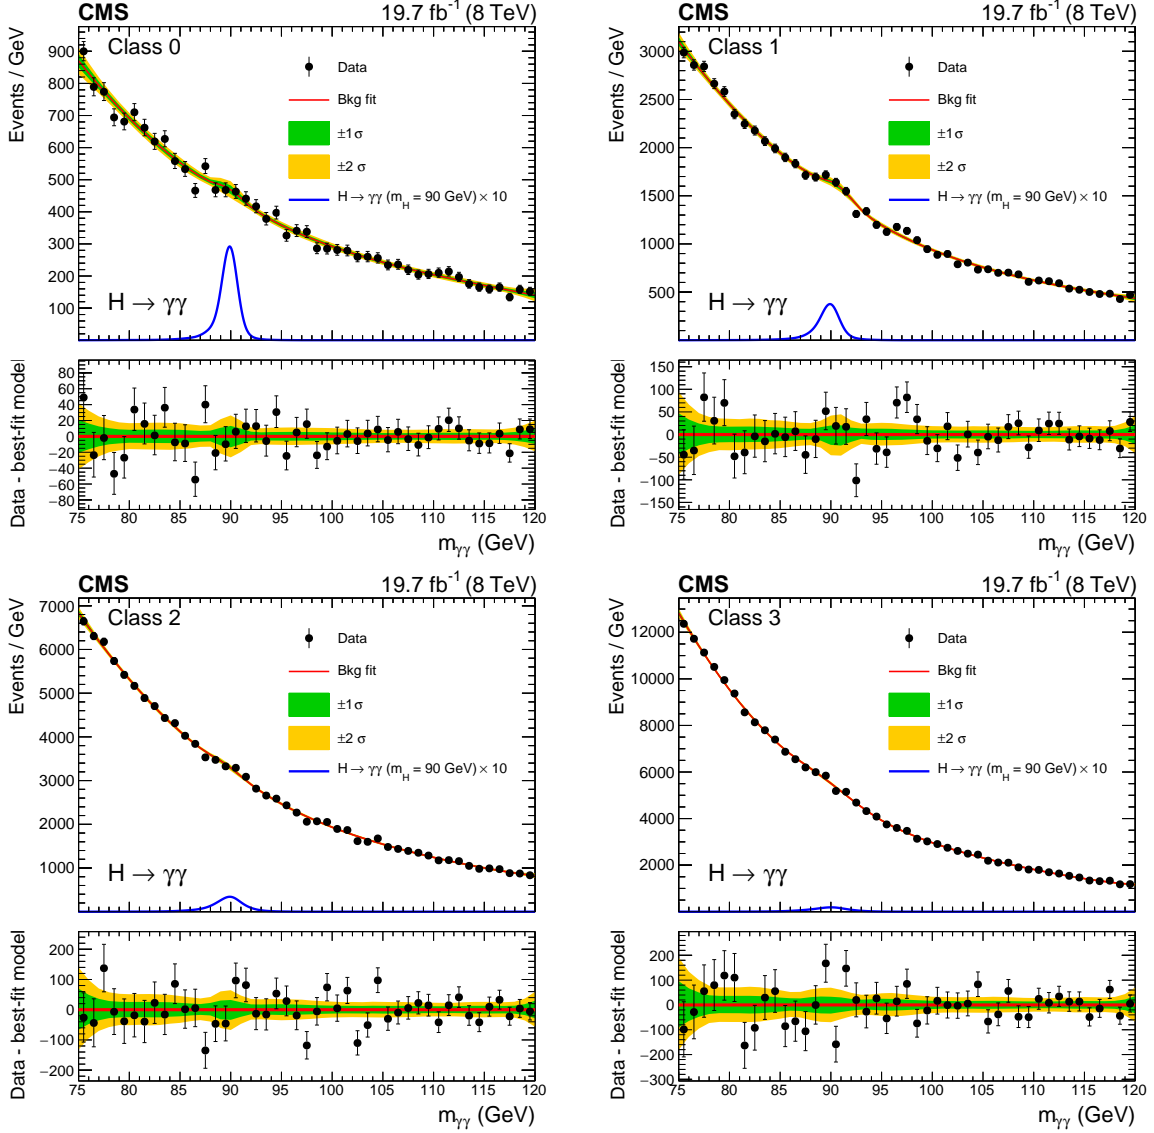 CMS 19.7 fb⁻¹ (8 TeV)
Class 0
Events / GeV
900
800
700
600
500
400
300
200
100
Data
Bkg fit
±1σ
±2 σ
H → γγ (m_H = 90 GeV) × 10
H → γγ
Data - best-fit model
80
60
40
20
0
−20
−40
−60
−80
75 80 85 90 95 100 105 110 115 120
m_γγ (GeV)
CMS 19.7 fb⁻¹ (8 TeV)
Class 1
Events / GeV
3000
2500
2000
1500
1000
500
Data
Bkg fit
±1σ
±2 σ
H → γγ (m_H = 90 GeV) × 10
H → γγ
Data - best-fit model
150
100
50
0
−50
−100
−150
75 80 85 90 95 100 105 110 115 120
m_γγ (GeV)
CMS 19.7 fb⁻¹ (8 TeV)
Class 2
Events / GeV
7000
6000
5000
4000
3000
2000
1000
Data
Bkg fit
±1σ
±2 σ
H → γγ (m_H = 90 GeV) × 10
H → γγ
Data - best-fit model
200
100
0
−100
−200
75 80 85 90 95 100 105 110 115 120
m_γγ (GeV)
CMS 19.7 fb⁻¹ (8 TeV)
Class 3
Events / GeV
12000
10000
8000
6000
4000
2000
Data
Bkg fit
±1σ
±2 σ
H → γγ (m_H = 90 GeV) × 10
H → γγ
Data - best-fit model
200
100
0
−100
−200
−300
75 80 85 90 95 100 105 110 115 120
m_γγ (GeV)